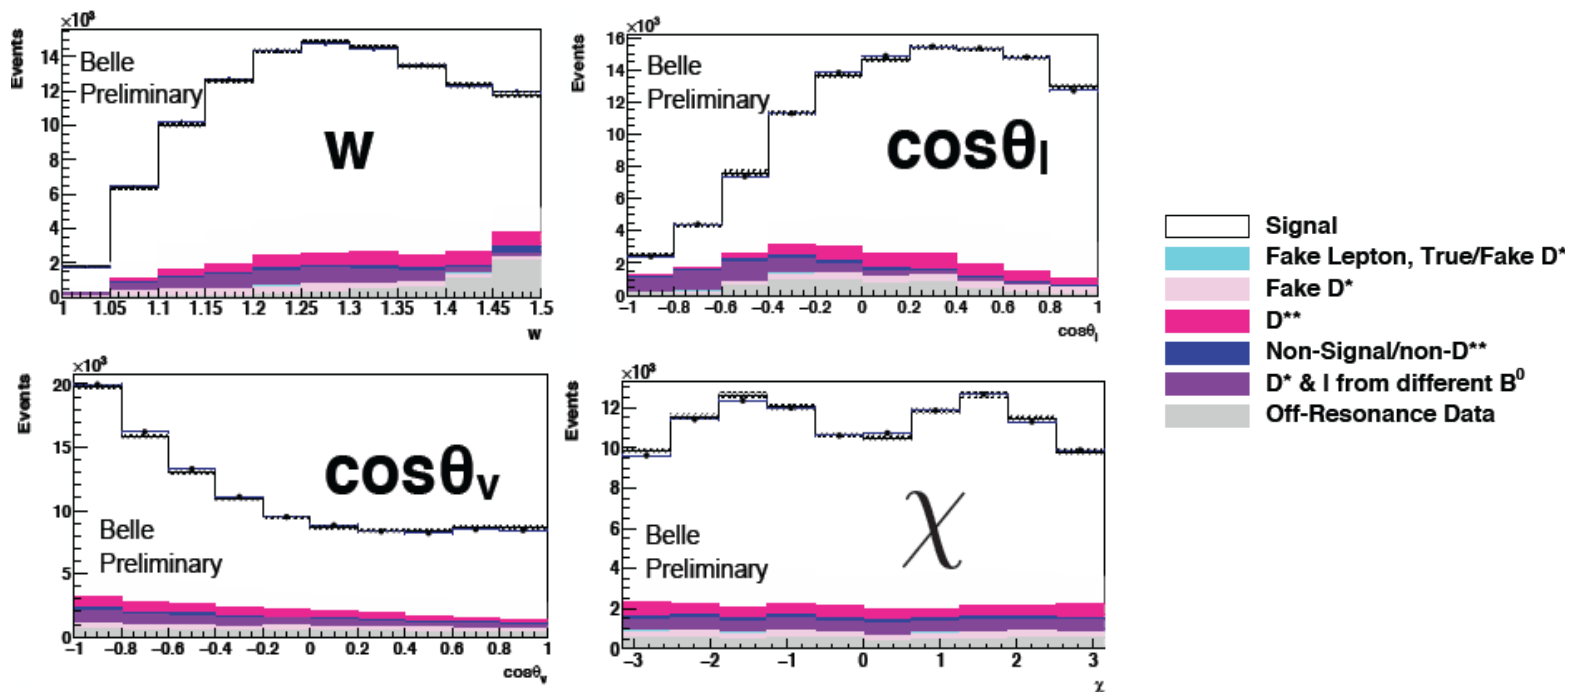 ×10³
Events
14
12
10
8
6
4
2
0
Belle
Preliminary
w
1 1.05 1.1 1.15 1.2 1.25 1.3 1.35 1.4 1.45 1.5
w
×10³
Events
16
14
12
10
8
6
4
2
0
Belle
Preliminary
cosθl
−1 −0.8 −0.6 −0.4 −0.2 0 0.2 0.4 0.6 0.8 1
cosθl
×10³
Events
20
15
10
5
0
cosθv
Belle
Preliminary
−1 −0.8 −0.6 −0.4 −0.2 0 0.2 0.4 0.6 0.8 1
cosθv
×10³
Events
12
10
8
6
4
2
0
χ
Belle
Preliminary
−3 −2 −1 0 1 2 3
χ
Signal
Fake Lepton, True/Fake D*
Fake D*
D**
Non-Signal/non-D**
D* & l from different B⁰
Off-Resonance Data